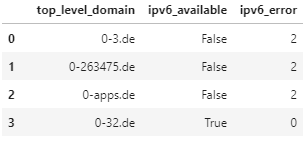 top_level_domain ipv6_available ipv6_error
0 0-3.de False 2
1 0-263475.de False 2
2 0-apps.de False 2
3 0-32.de True 0